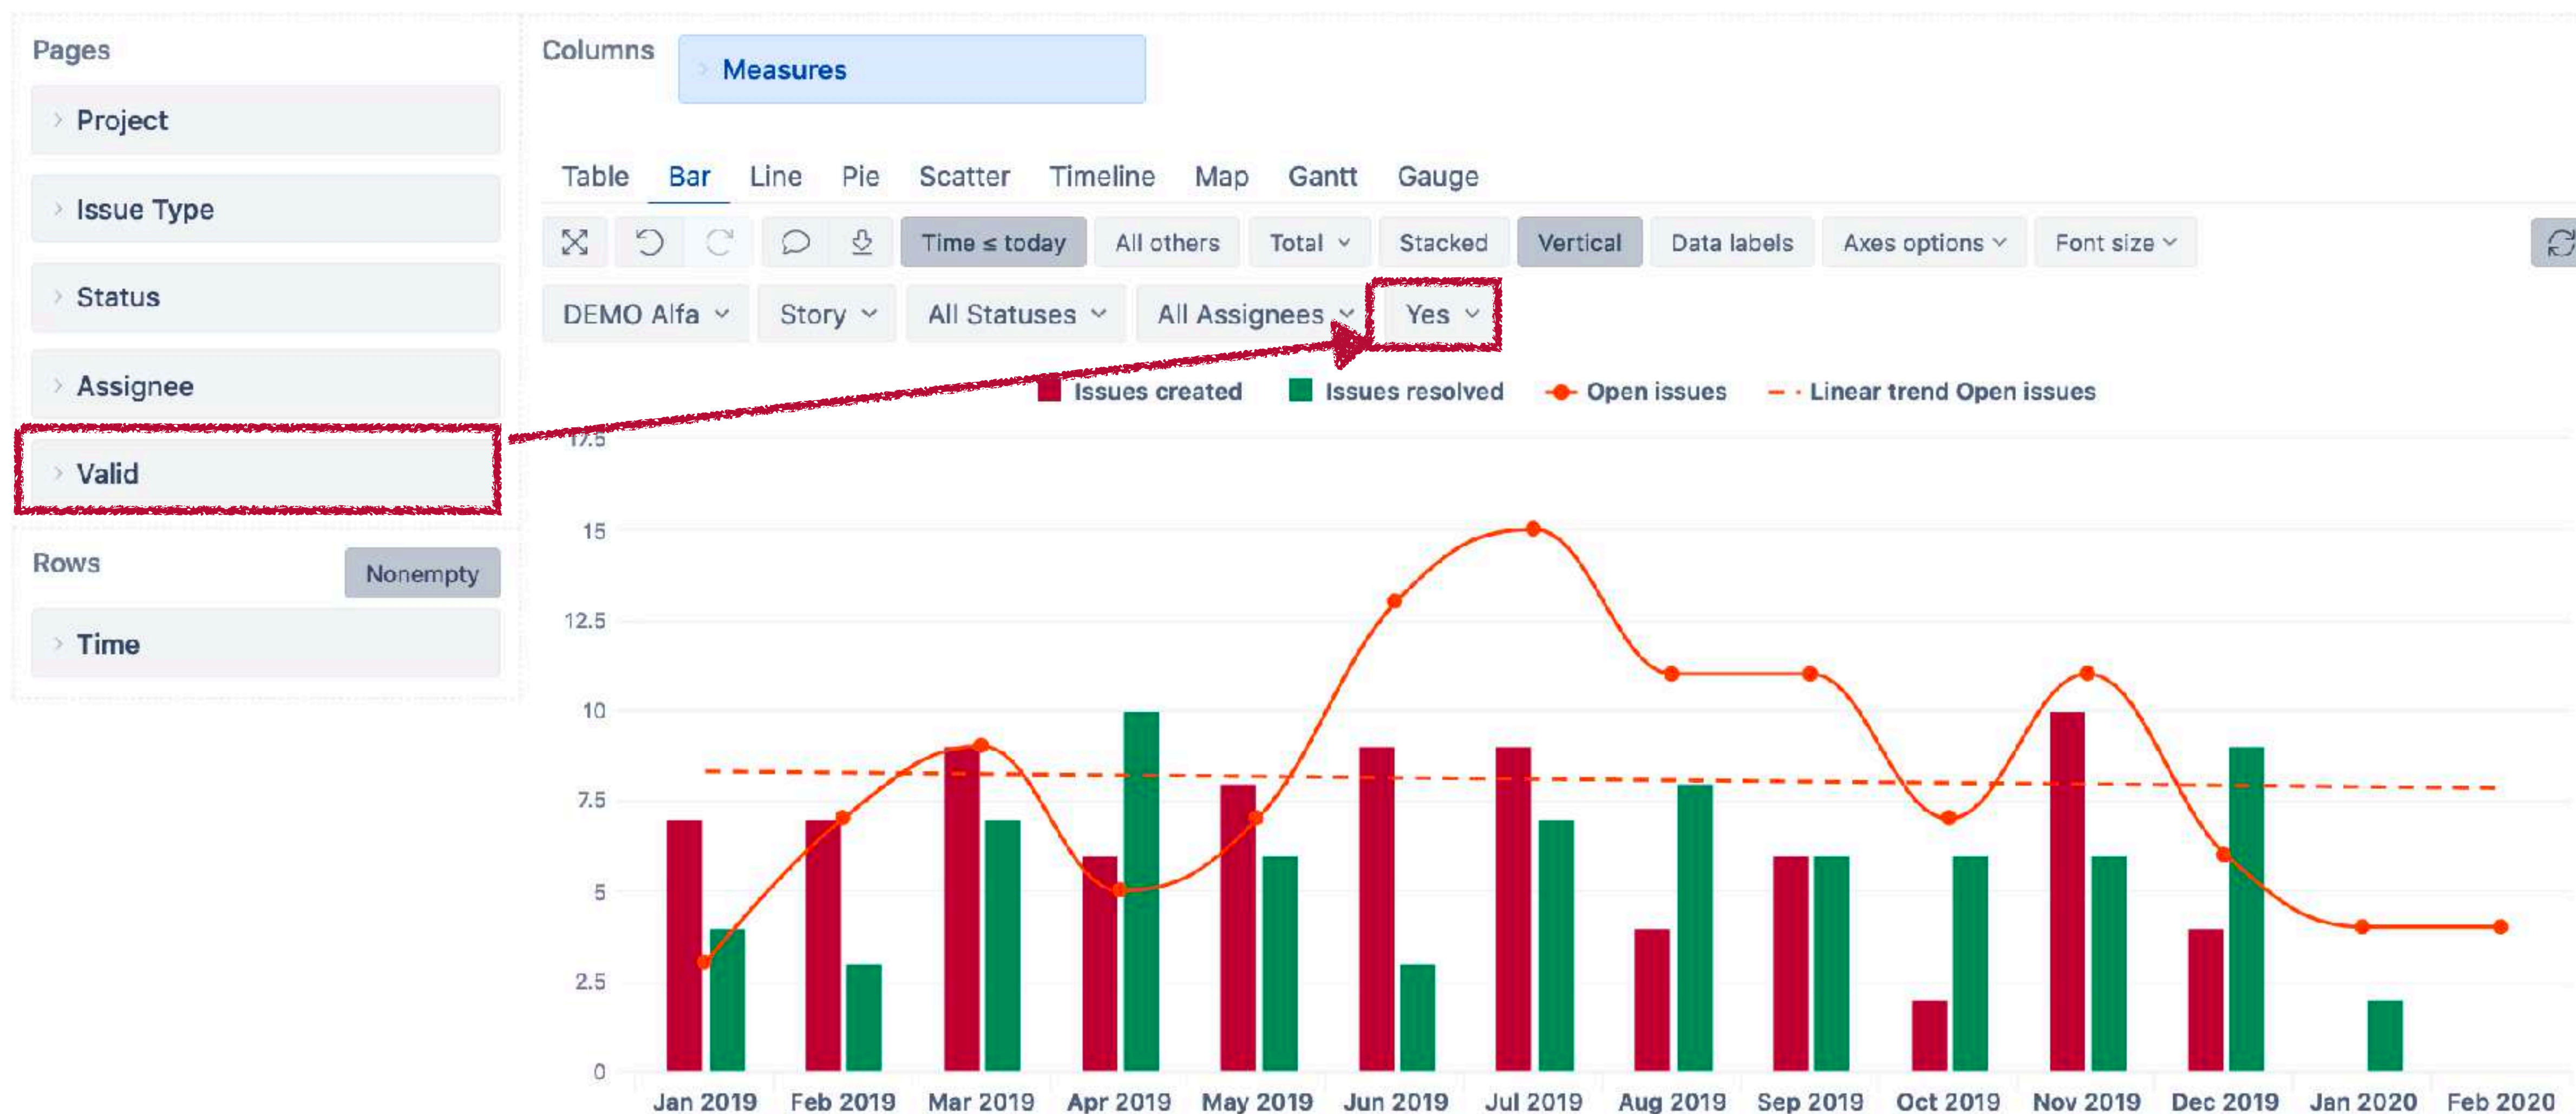 Pages
Project
Issue Type
Status
Assignee
Valid
Rows Nonempty
Time
Columns Measures
Table Bar Line Pie Scatter Timeline Map Gantt Gauge
Time ≤ today All others Total Stacked Vertical Data labels Axes options Font size
DEMO Alfa Story All Statuses All Assignees Yes
Issues created Issues resolved Open issues Linear trend Open issues
17.5
15
12.5
10
7.5
5
2.5
0
Jan 2019 Feb 2019 Mar 2019 Apr 2019 May 2019 Jun 2019 Jul 2019 Aug 2019 Sep 2019 Oct 2019 Nov 2019 Dec 2019 Jan 2020 Feb 2020